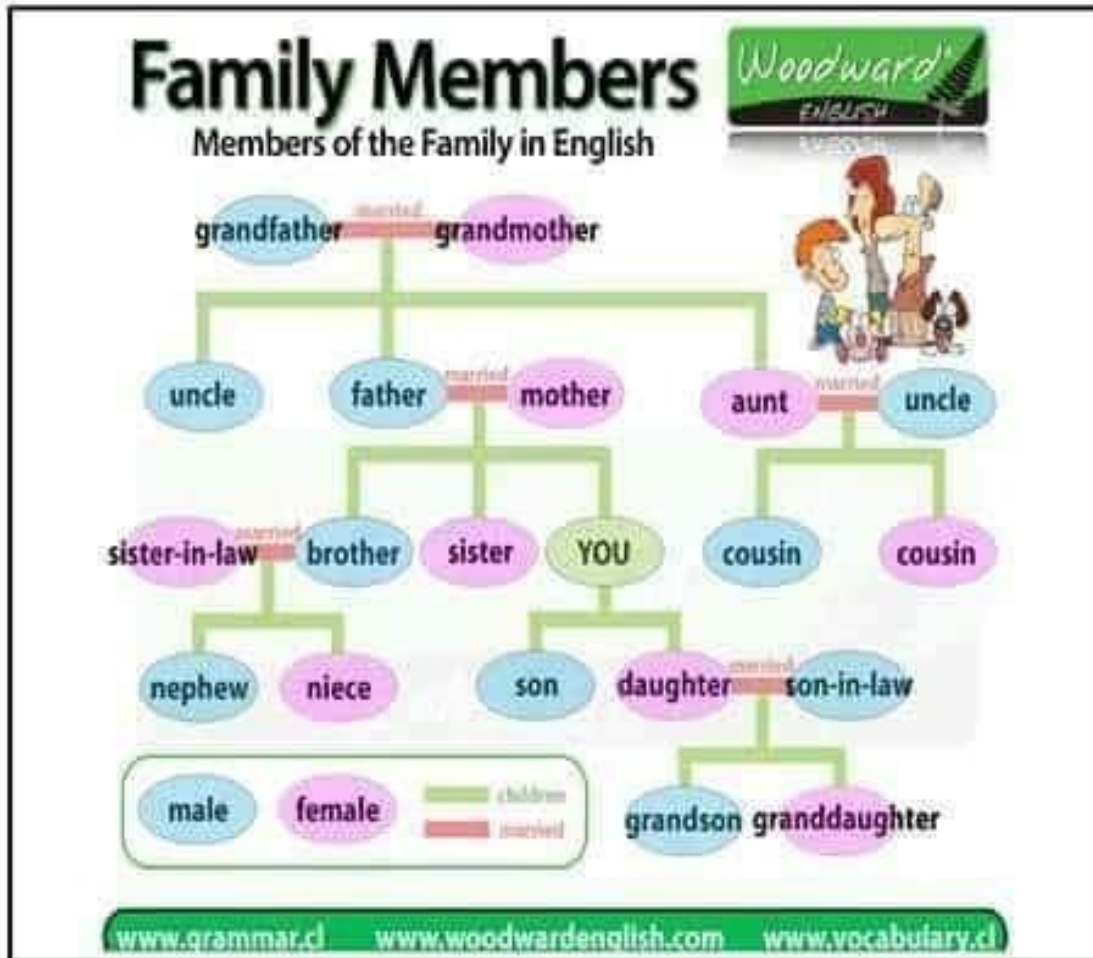 Family Members
Woodward
ENGLISH
Members of the Family in English
grandfather married grandmother
uncle father married mother aunt married uncle
sister-in-law married brother sister YOU cousin cousin
nephew niece son daughter married son-in-law
male female children
married
grandson granddaughter
www.grammar.cl www.woodwardenglish.com www.vocabulary.cl